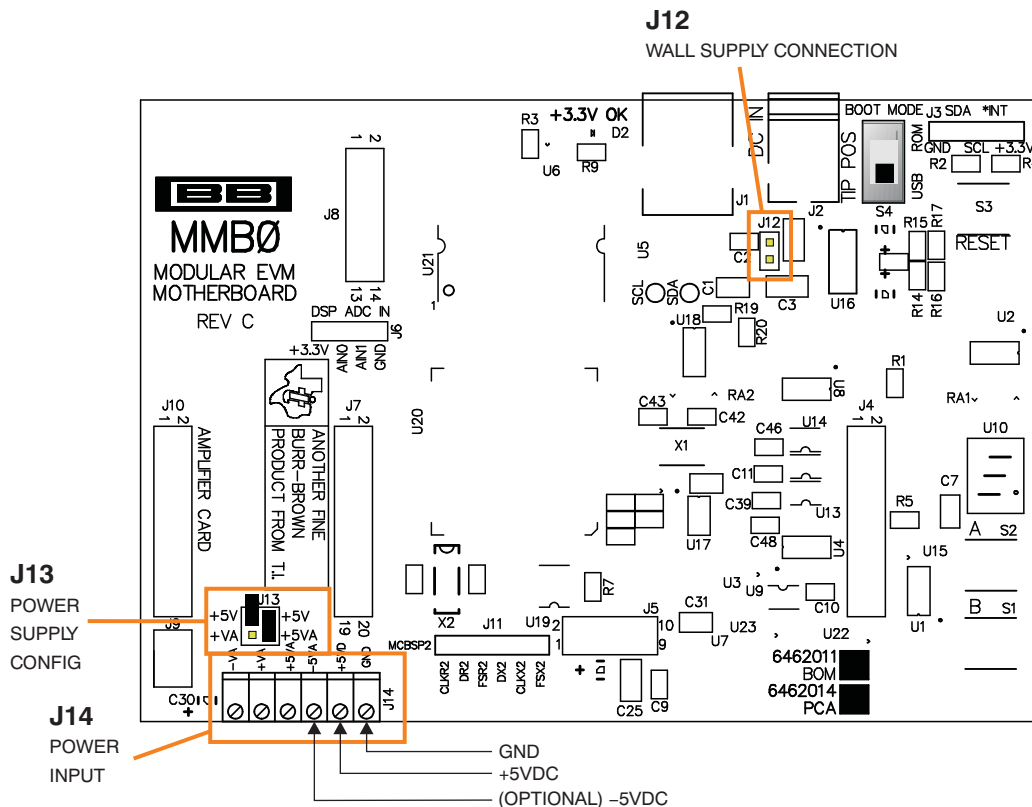 J12
WALL SUPPLY CONNECTION
+3.3V OK
D2
R3
U6
R9
DC IN
TIP POS
BOOT MODE
ROM
USB
S4
J3 SDA *INT
GND SCL +3.3V
R2
R
S3
RESET
J1
J2
J12
C2
C1
C3
U16
R15
R17
R14
R16
BB
MMBØ
MODULAR EVM
MOTHERBOARD
REV C
1 2
J8
13 14
DSP ADC IN
J6
+3.3V
AIN0
AIN1
GND
U21
1
U5
SCL
SDA
R19
R20
U18
U2
R1
U8
RA2
RA1
J10
1 2
AMPLIFIER CARD
ANOTHER FINE
BURR-BROWN
PRODUCT FROM T.I.
J7
1 2
19 20
U20
C43
C42
X1
C46
U14
C11
C39
U13
C48
U17
U4
J4
1 2
U10
C7
R5
A S2
B S1
U15
U1
U3
U9
C10
U22
U23
U7
C31
R7
J5
2 10
1 9
X2
J11
U19
MCBSP2
CLKR2
DR2
FSR2
DX2
CLKX2
FSX2
C25
C9
6462011
BOM
6462014
PCA
J13
POWER
SUPPLY
CONFIG
J13
+5V +5V
+VA +5VA
J9
-VA
+VA
+5VA
-5VA
+5VD
GND
J14
C30
J14
POWER
INPUT
GND
+5VDC
(OPTIONAL) −5VDC